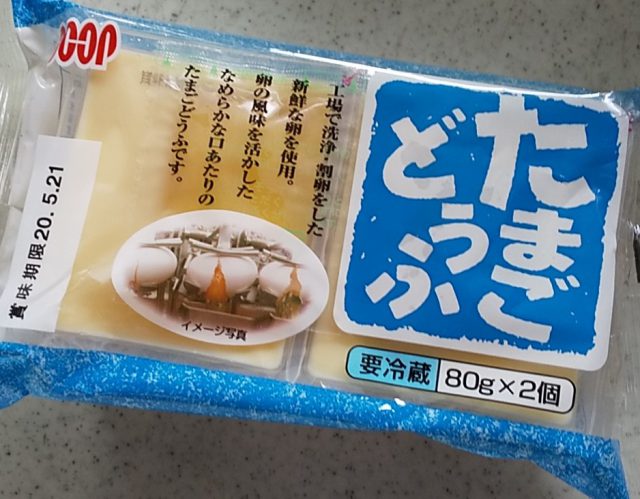 COOP
たまご
どうふ
工場で洗浄・割卵をした
新鮮な卵を使用。
卵の風味を活かした
なめらかな口あたりの
たまごどうふです。
賞味期限20. 5.21
イメージ写真
要冷蔵 80g×2個